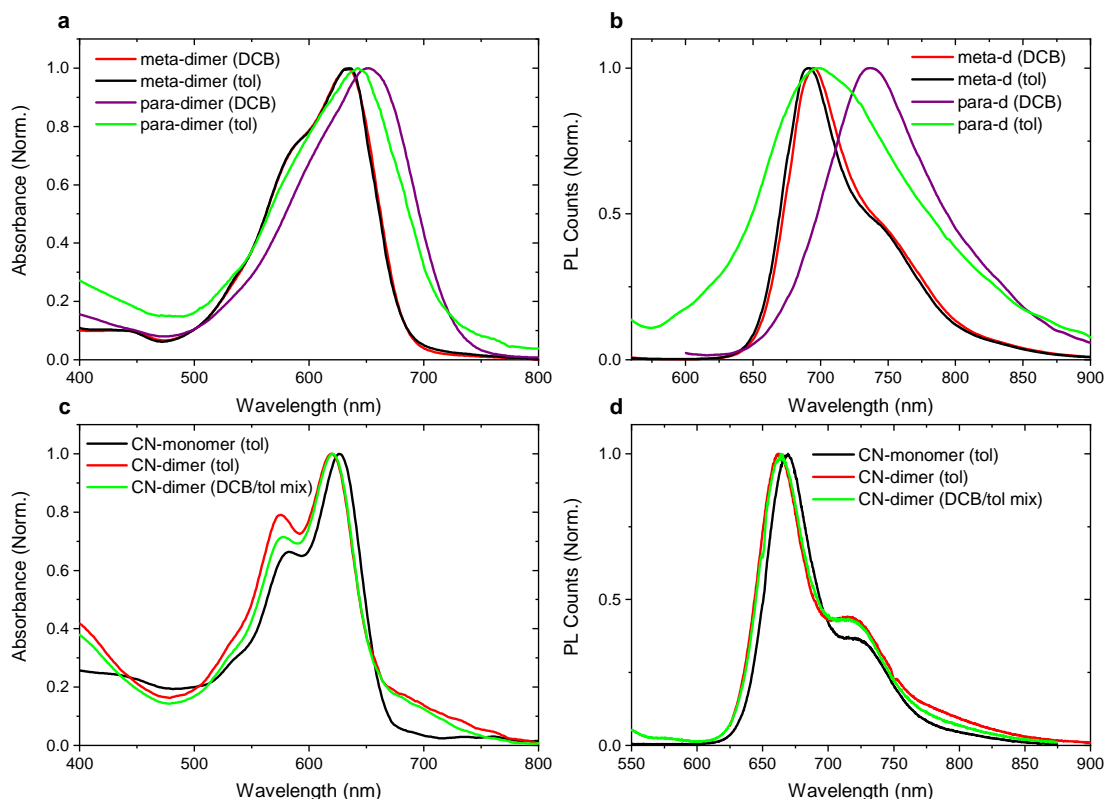 a
meta-dimer (DCB)
meta-dimer (tol)
para-dimer (DCB)
para-dimer (tol)
Absorbance (Norm.)
1.0
0.8
0.6
0.4
0.2
0.0
400 500 600 700 800
Wavelength (nm)
b
meta-d (DCB)
meta-d (tol)
para-d (DCB)
para-d (tol)
PL Counts (Norm.)
1.0
0.5
0.0
600 650 700 750 800 850 900
Wavelength (nm)
c
CN-monomer (tol)
CN-dimer (tol)
CN-dimer (DCB/tol mix)
Absorbance (Norm.)
1.0
0.8
0.6
0.4
0.2
0.0
400 500 600 700 800
Wavelength (nm)
d
CN-monomer (tol)
CN-dimer (tol)
CN-dimer (DCB/tol mix)
PL Counts (Norm.)
1.0
0.5
0.0
550 600 650 700 750 800 850 900
Wavelength (nm)